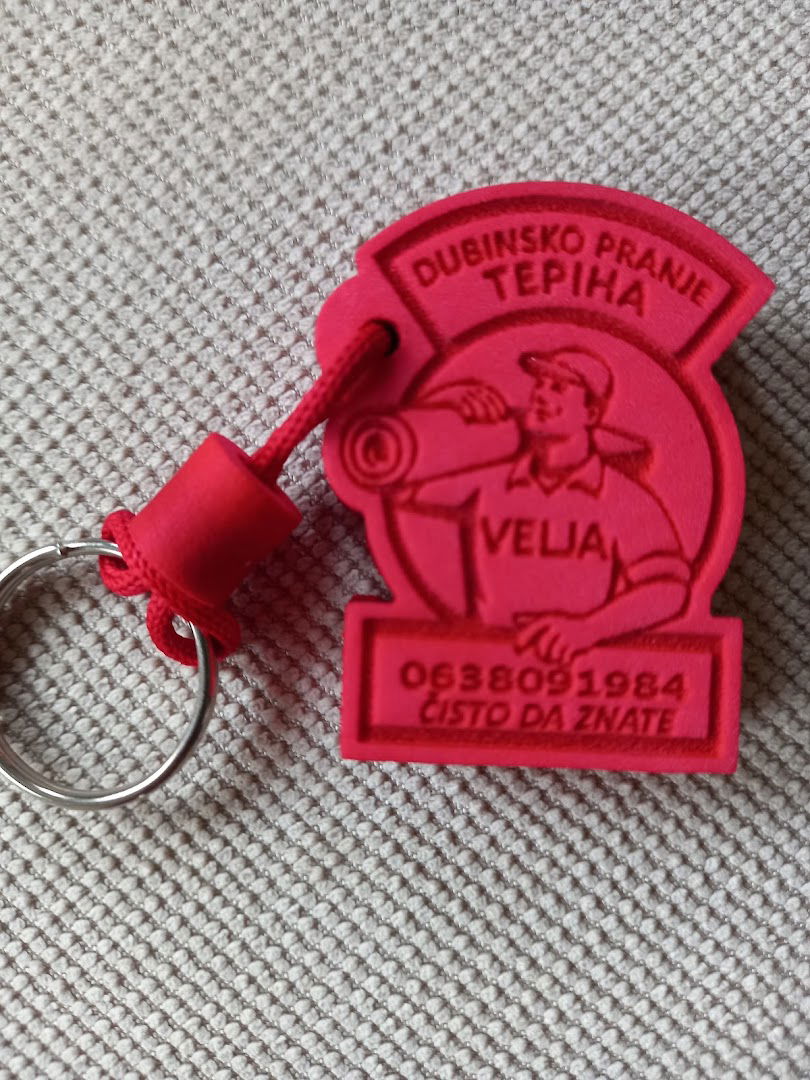 DUBINSKO PRANJE
TEPIHA
VELJA
0638091984
ČISTO DA ZNATE